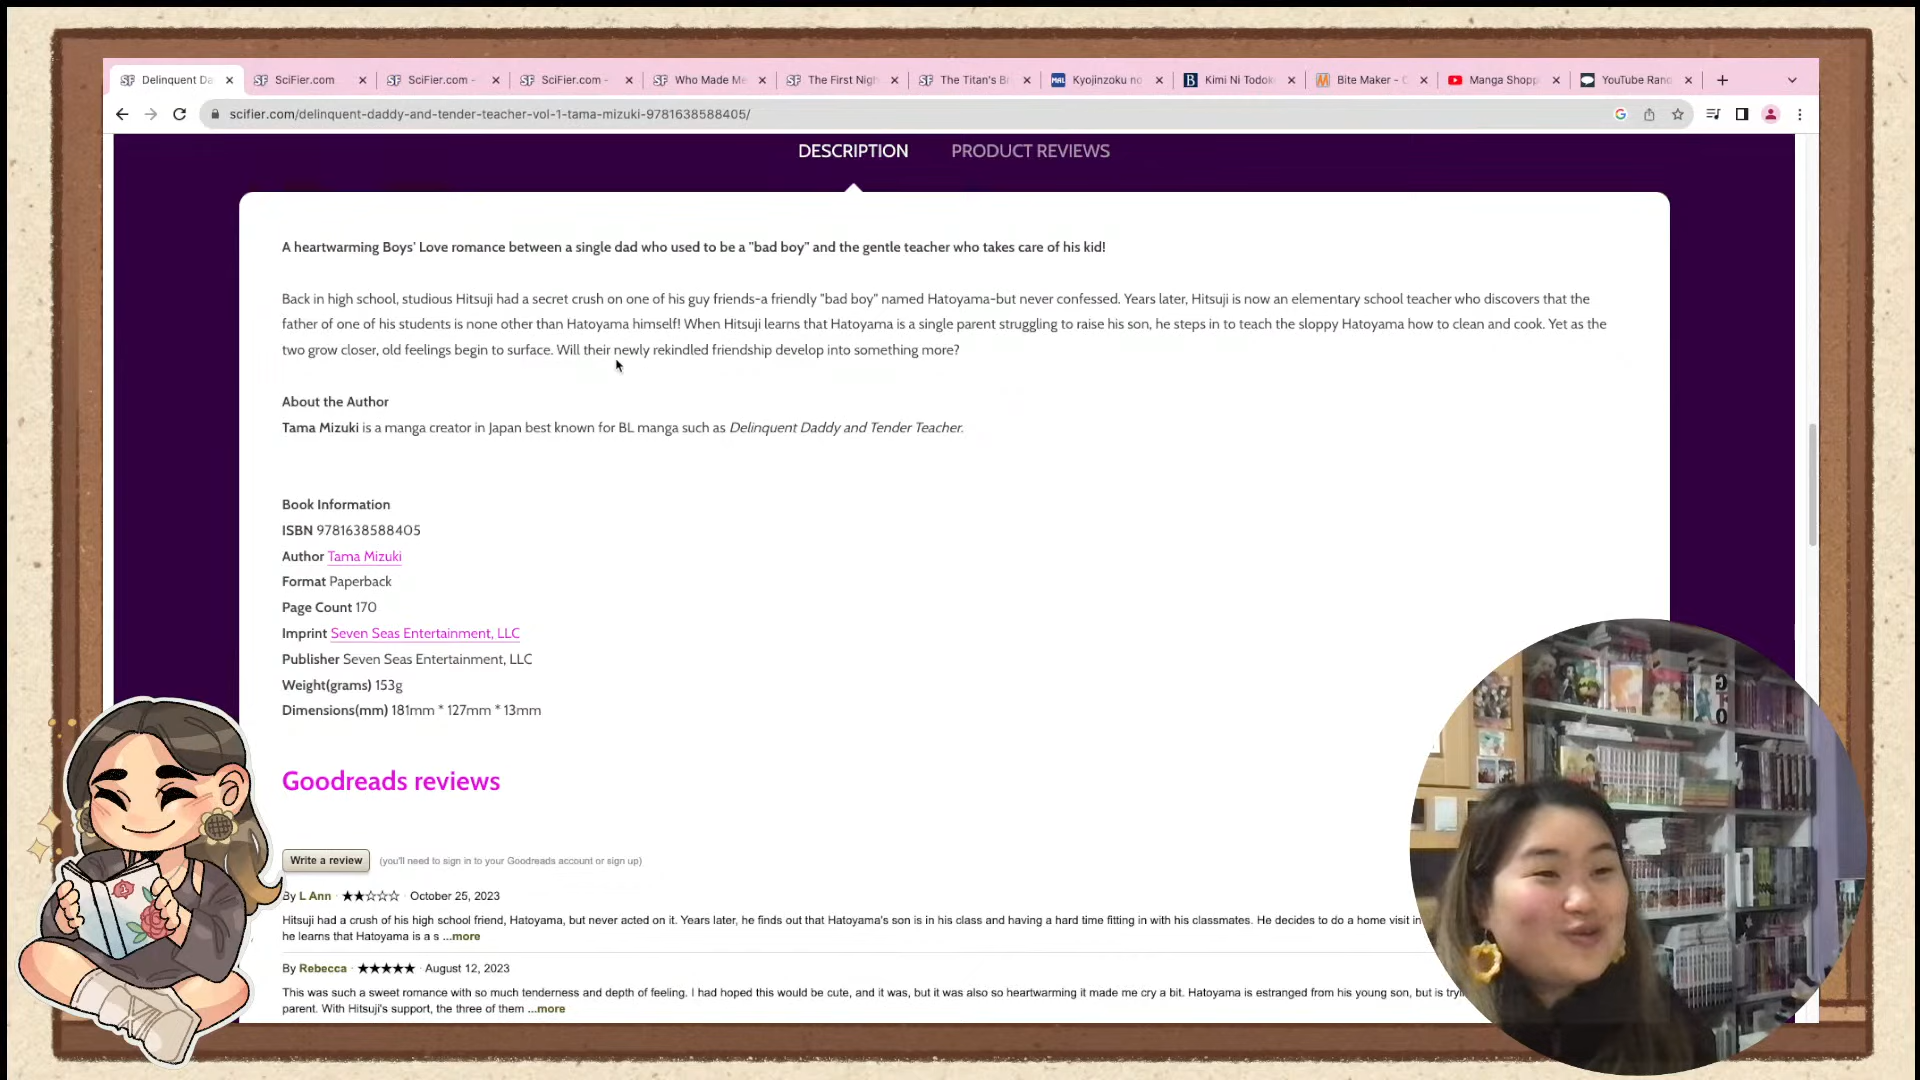 Delinquent Da
SciFier.com
SciFier.com -
SciFier.com -
Who Made Me
The First Nigh
The Titan's Br
MAL
Kyojinzoku no
B
Kimi Ni Todok
M
Bite Maker - C
Manga Shopp
YouTube Rand
scifier.com/delinquent-daddy-and-tender-teacher-vol-1-tama-mizuki-9781638588405/
DESCRIPTION
PRODUCT REVIEWS
A heartwarming Boys' Love romance between a single dad who used to be a "bad boy" and the gentle teacher who takes care of his kid!
Back in high school, studious Hitsuji had a secret crush on one of his guy friends-a friendly "bad boy" named Hatoyama-but never confessed. Years later, Hitsuji is now an elementary school teacher who discovers that the
father of one of his students is none other than Hatoyama himself! When Hitsuji learns that Hatoyama is a single parent struggling to raise his son, he steps in to teach the sloppy Hatoyama how to clean and cook. Yet as the
two grow closer, old feelings begin to surface. Will their newly rekindled friendship develop into something more?
About the Author
Tama Mizuki is a manga creator in Japan best known for BL manga such as Delinquent Daddy and Tender Teacher.
Book Information
ISBN 9781638588405
Author Tama Mizuki
Format Paperback
Page Count 170
Imprint Seven Seas Entertainment, LLC
Publisher Seven Seas Entertainment, LLC
Weight(grams) 153g
Dimensions(mm) 181mm * 127mm * 13mm
Goodreads reviews
Write a review
(you'll need to sign in to your Goodreads account or sign up)
By L Ann · ★★☆☆☆ · October 25, 2023
Hitsuji had a crush of his high school friend, Hatoyama, but never acted on it. Years later, he finds out that Hatoyama's son is in his class and having a hard time fitting in with his classmates. He decides to do a home visit in
he learns that Hatoyama is a s ...more
By Rebecca · ★★★★★ · August 12, 2023
This was such a sweet romance with so much tenderness and depth of feeling. I had hoped this would be cute, and it was, but it was also so heartwarming it made me cry a bit. Hatoyama is estranged from his young son, but is tryi
parent. With Hitsuji's support, the three of them ...more